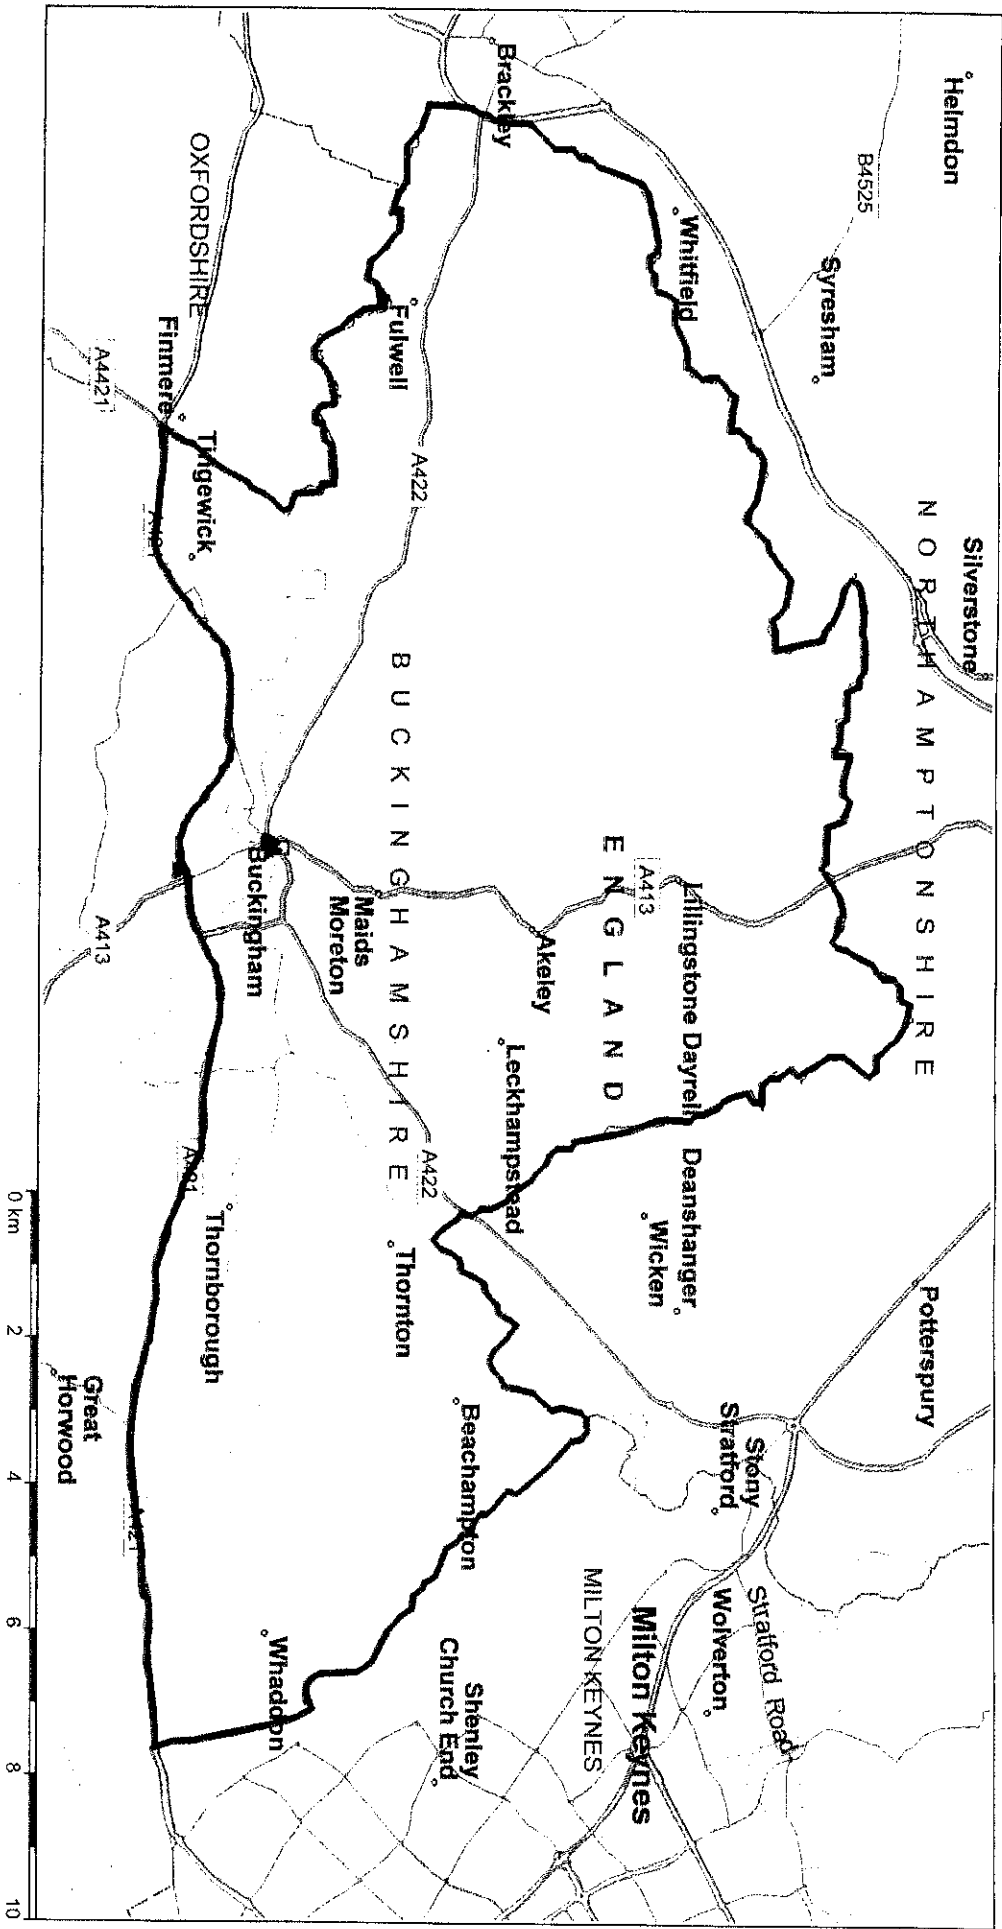 Helmdon
B4525
Syresham
Silverstone
NORTHAMPTONSHIRE
Potterspury
Brackley
Whitfield
Lillingstone Dayrell
Deanshanger
Wicken
Stony
Stratford
Stratford Road
Wolverton
A413
ENGLAND
Milton Keynes
MILTON KEYNES
Akeley
Leckhampstead
A422
A422
Fulwell
BUCKINGHAMSHIRE
Maids
Moreton
Thornton
Beachampton
Shenley
Church End
OXFORDSHIRE
Finmere
Tingewick
Buckingham
Thornborough
Whaddon
A4421
A421
A413
A421
A421
Great
Horwood
0 km
2
4
6
8
10